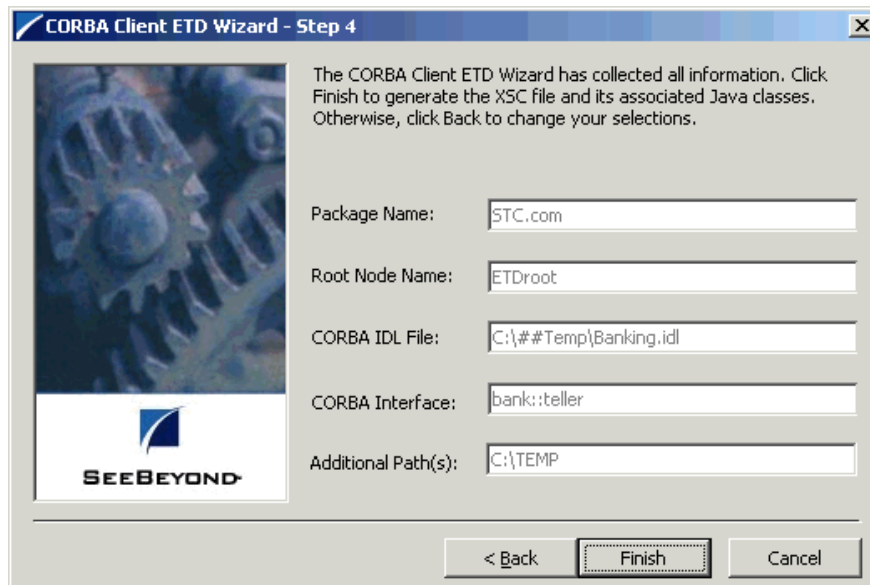 CORBA Client ETD Wizard - Step 4
The CORBA Client ETD Wizard has collected all information. Click
Finish to generate the XSC file and its associated Java classes.
Otherwise, click Back to change your selections.
Package Name: STC.com
Root Node Name: ETDroot
CORBA IDL File: C:\##Temp\Banking.idl
CORBA Interface: bank::teller
Additional Path(s): C:\TEMP
SEEBEYOND
< Back Finish Cancel